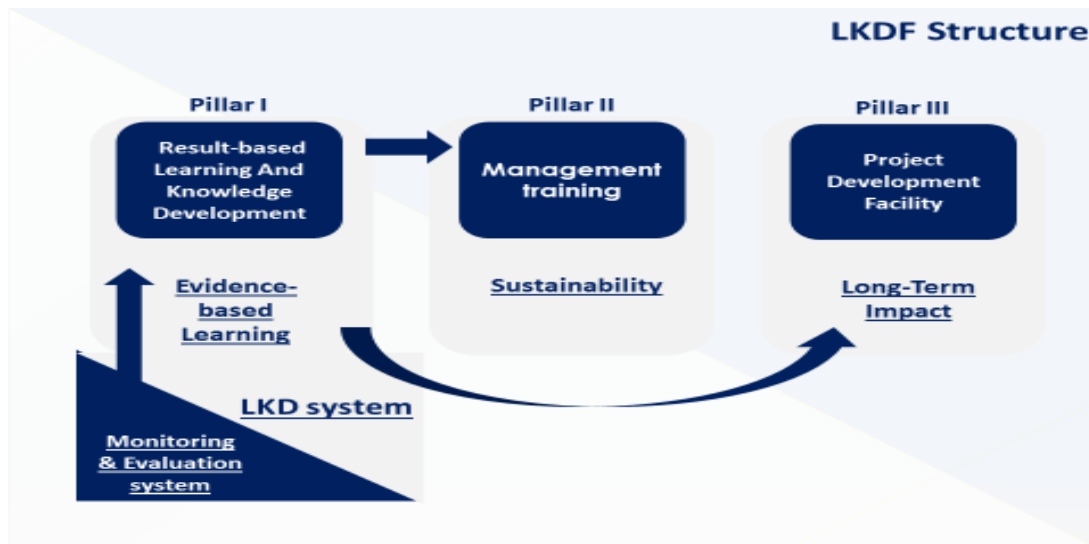 LKDF Structure
Pillar I
Result-based
Learning And
Knowledge
Development
Evidence-
based
Learning
Pillar II
Management
training
Sustainability
Pillar III
Project
Development
Facility
Long-Term
Impact
LKD system
Monitoring
& Evaluation
system